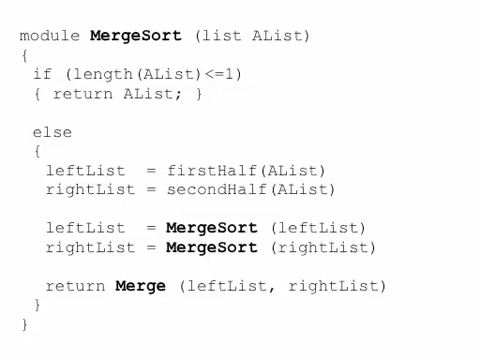 module MergeSort (list AList)
{
if (length(AList)<=1)
{ return AList; }
else
{
leftList = firstHalf(AList)
rightList = secondHalf(AList)
leftList = MergeSort (leftList)
rightList = MergeSort (rightList)
return Merge (leftList, rightList)
}
}